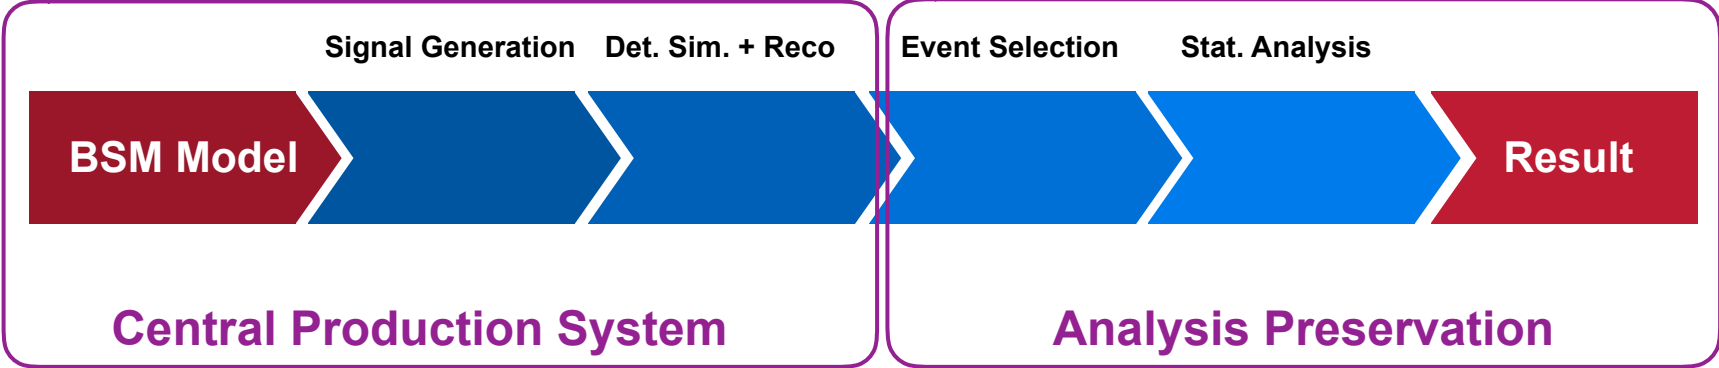 Signal Generation
Det. Sim. + Reco
Event Selection
Stat. Analysis
BSM Model
Result
Central Production System
Analysis Preservation